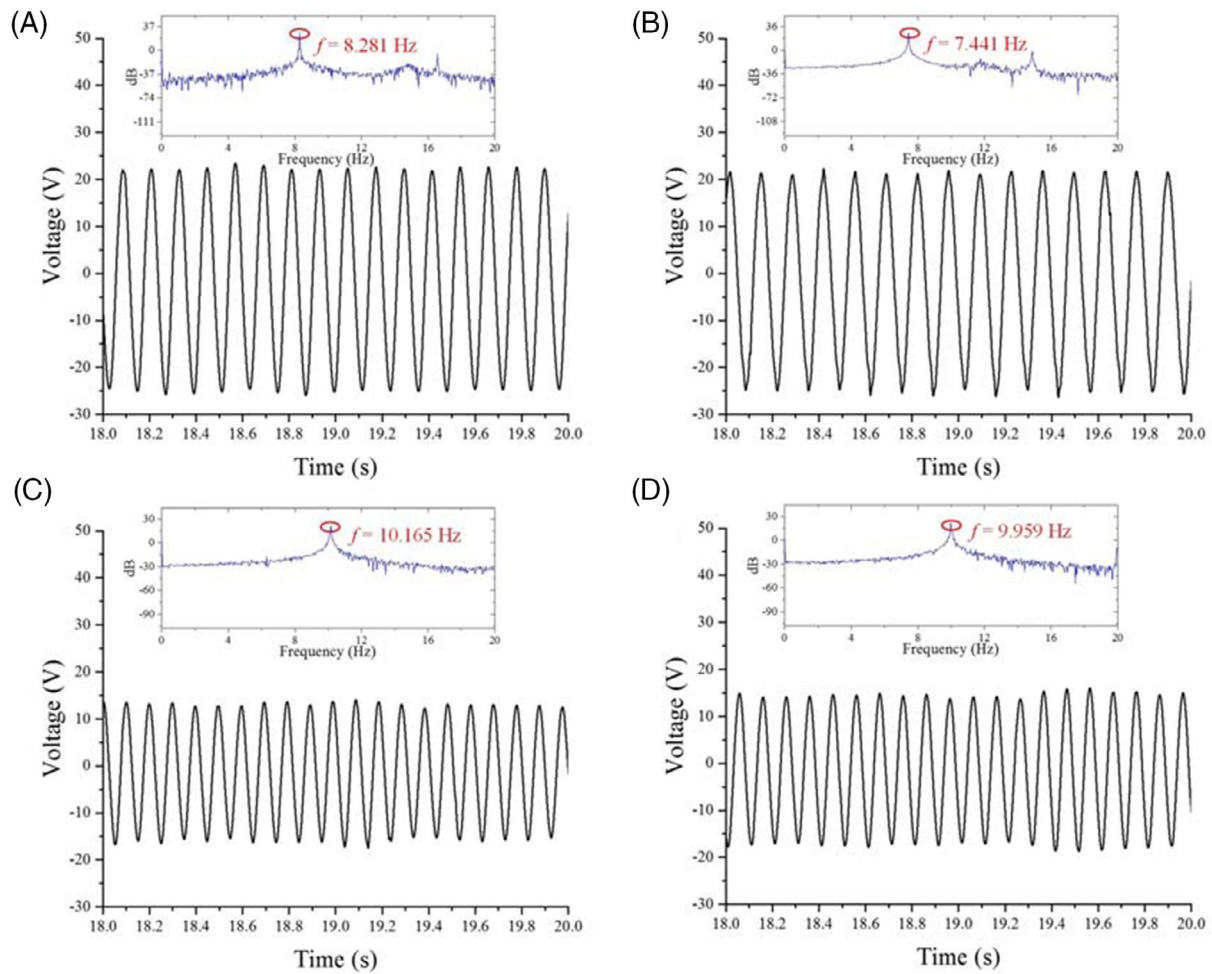 (A)
50
40
30
20
10
0
-10
-20
-30
Voltage (V)
18.0 18.2 18.4 18.6 18.8 19.0 19.2 19.4 19.6 19.8 20.0
Time (s)
37
0
-37
-74
-111
dB
f = 8.281 Hz
0 4 8 12 16 20
Frequency (Hz)
(B)
50
40
30
20
10
0
-10
-20
-30
Voltage (V)
18.0 18.2 18.4 18.6 18.8 19.0 19.2 19.4 19.6 19.8 20.0
Time (s)
36
0
-36
-72
-108
dB
f = 7.441 Hz
0 4 8 12 16 20
Frequency (Hz)
(C)
50
40
30
20
10
0
-10
-20
-30
Voltage (V)
18.0 18.2 18.4 18.6 18.8 19.0 19.2 19.4 19.6 19.8 20.0
Time (s)
30
0
-30
-60
-90
dB
f = 10.165 Hz
0 4 8 12 16 20
Frequency (Hz)
(D)
50
40
30
20
10
0
-10
-20
-30
Voltage (V)
18.0 18.2 18.4 18.6 18.8 19.0 19.2 19.4 19.6 19.8 20.0
Time (s)
30
0
-30
-60
-90
dB
f = 9.959 Hz
0 4 8 12 16 20
Frequency (Hz)